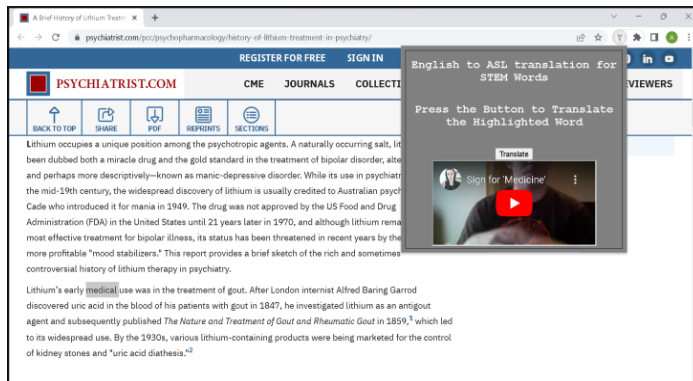 A Brief History of Lithium Treatm
psychiatrist.com/pcc/psychopharmacology/history-of-lithium-treatment-in-psychiatry/
REGISTER FOR FREE SIGN IN
PSYCHIATRIST.COM
CME JOURNALS COLLECTI
VIEWERS
BACK TO TOP SHARE PDF REPRINTS SECTIONS
English to ASL translation for
STEM Words
Press the Button to Translate
the Highlighted Word
Translate
Sign for 'Medicine'
Lithium occupies a unique position among the psychotropic agents. A naturally occurring salt, lit
been dubbed both a miracle drug and the gold standard in the treatment of bipolar disorder, alte
and perhaps more descriptively—known as manic-depressive disorder. While its use in psychiatr
the mid-19th century, the widespread discovery of lithium is usually credited to Australian psych
Cade who introduced it for mania in 1949. The drug was not approved by the US Food and Drug
Administration (FDA) in the United States until 21 years later in 1970, and although lithium rema
most effective treatment for bipolar illness, its status has been threatened in recent years by the
more profitable "mood stabilizers." This report provides a brief sketch of the rich and sometimes
controversial history of lithium therapy in psychiatry.
Lithium's early medical use was in the treatment of gout. After London internist Alfred Baring Garrod
discovered uric acid in the blood of his patients with gout in 1847, he investigated lithium as an antigout
agent and subsequently published The Nature and Treatment of Gout and Rheumatic Gout in 1859,1 which led
to its widespread use. By the 1930s, various lithium-containing products were being marketed for the control
of kidney stones and "uric acid diathesis."2